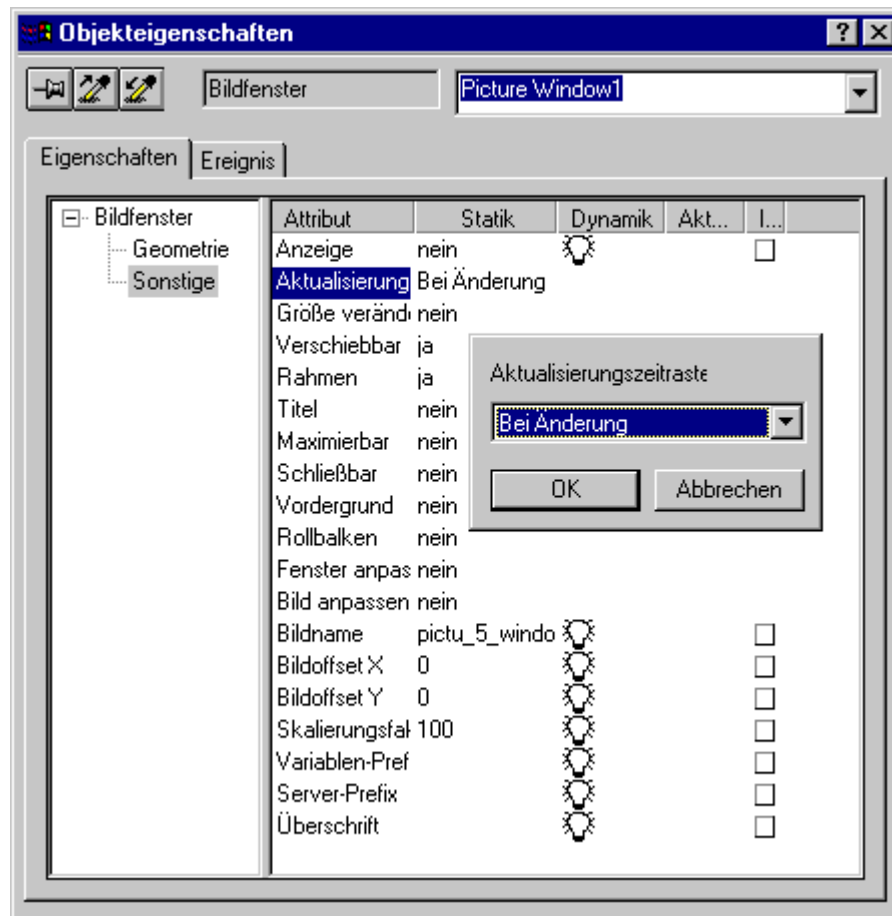 Objekteigenschaften
Bildfenster Picture Window1
Eigenschaften Ereignis
Bildfenster
Geometrie
Sonstige
Attribut Statik Dynamik Akt... I...
Anzeige nein
Aktualisierung Bei Änderung
Größe verände nein
Verschiebbar ja
Rahmen ja
Titel nein
Maximierbar nein
Schließbar nein
Vordergrund nein
Rollbalken nein
Fenster anpas nein
Bild anpassen nein
Bildname pictu_5_windo
Bildoffset X 0
Bildoffset Y 0
Skalierungsfak 100
Variablen-Pref
Server-Prefix
Überschrift
Aktualisierungszeitraste
Bei Änderung
OK Abbrechen